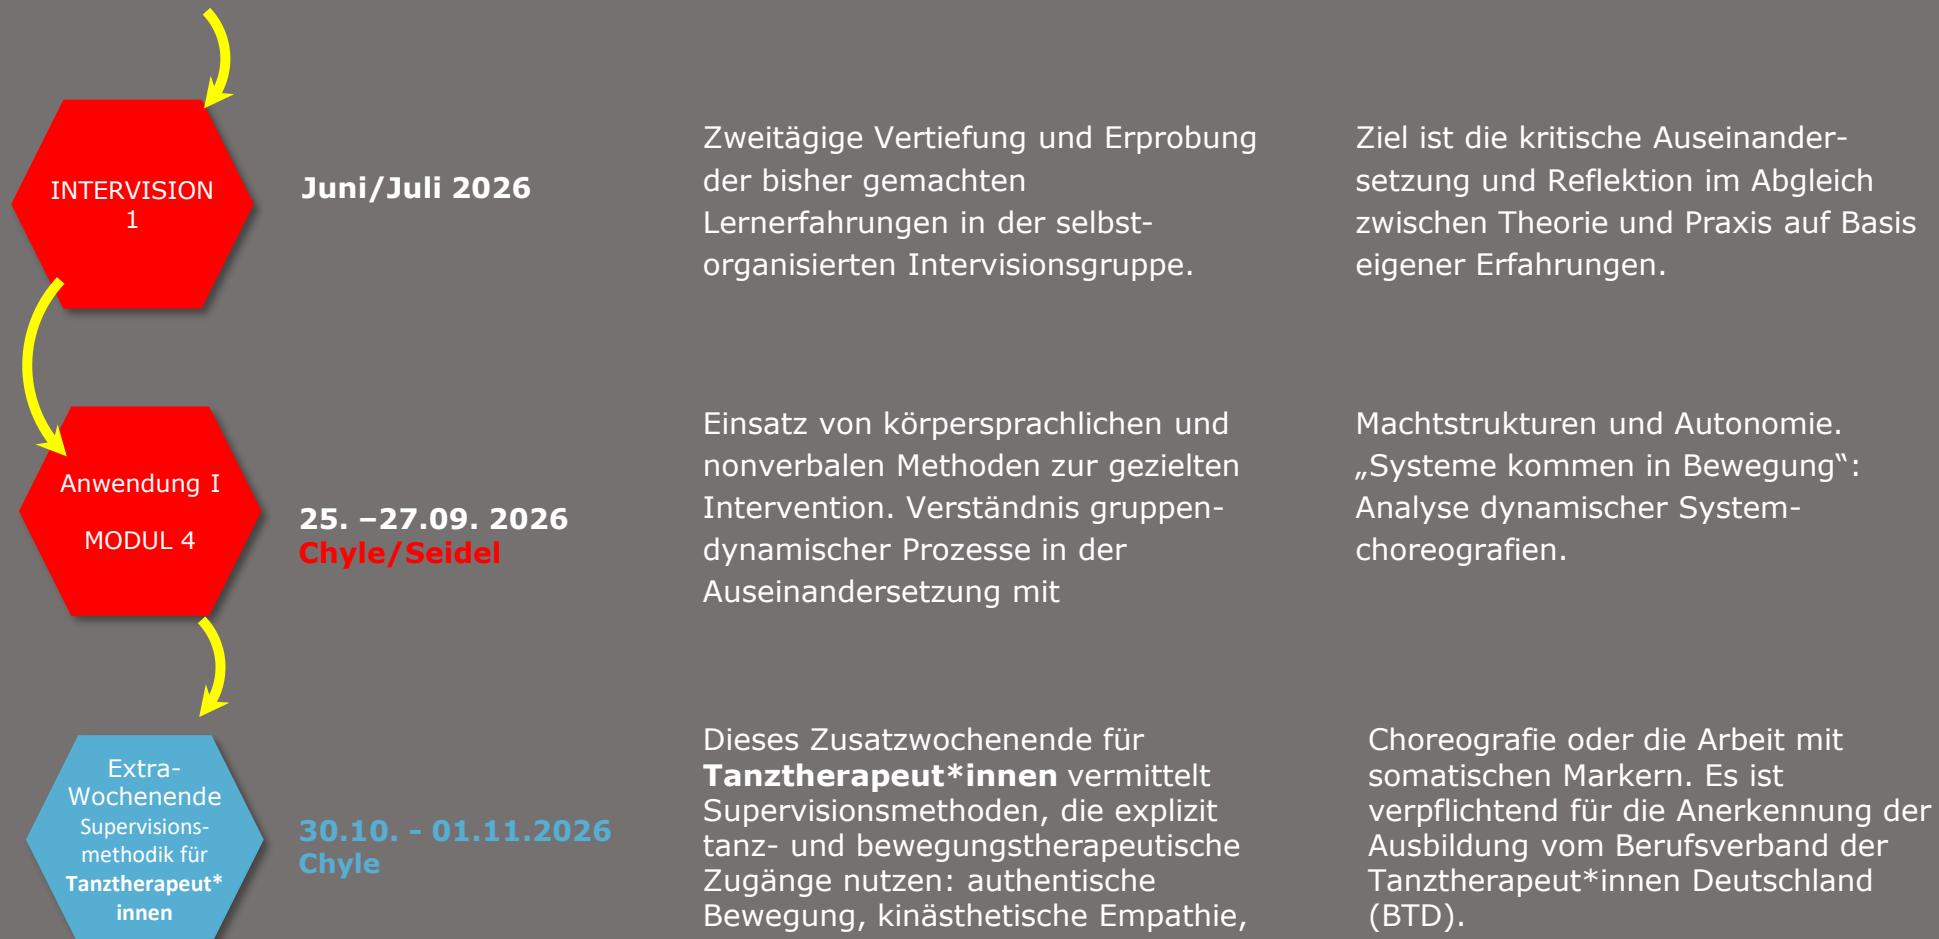 INTERVISION
1
Juni/Juli 2026
Zweitägige Vertiefung und Erprobung
der bisher gemachten
Lernerfahrungen in der selbst-
organisierten Intervisionsgruppe.
Ziel ist die kritische Auseinander-
setzung und Reflektion im Abgleich
zwischen Theorie und Praxis auf Basis
eigener Erfahrungen.
Anwendung I
MODUL 4
25. –27.09. 2026
Chyle/Seidel
Einsatz von körpersprachlichen und
nonverbalen Methoden zur gezielten
Intervention. Verständnis gruppen-
dynamischer Prozesse in der
Auseinandersetzung mit
Machtstrukturen und Autonomie.
„Systeme kommen in Bewegung“:
Analyse dynamischer System-
choreografien.
Extra-
Wochenende
Supervisions-
methodik für
Tanztherapeut*
innen
30.10. - 01.11.2026
Chyle
Dieses Zusatzwochenende für
Tanztherapeut*innen vermittelt
Supervisionsmethoden, die explizit
tanz- und bewegungstherapeutische
Zugänge nutzen: authentische
Bewegung, kinästhetische Empathie,
Choreografie oder die Arbeit mit
somatischen Markern. Es ist
verpflichtend für die Anerkennung der
Ausbildung vom Berufsverband der
Tanztherapeut*innen Deutschland
(BTD).